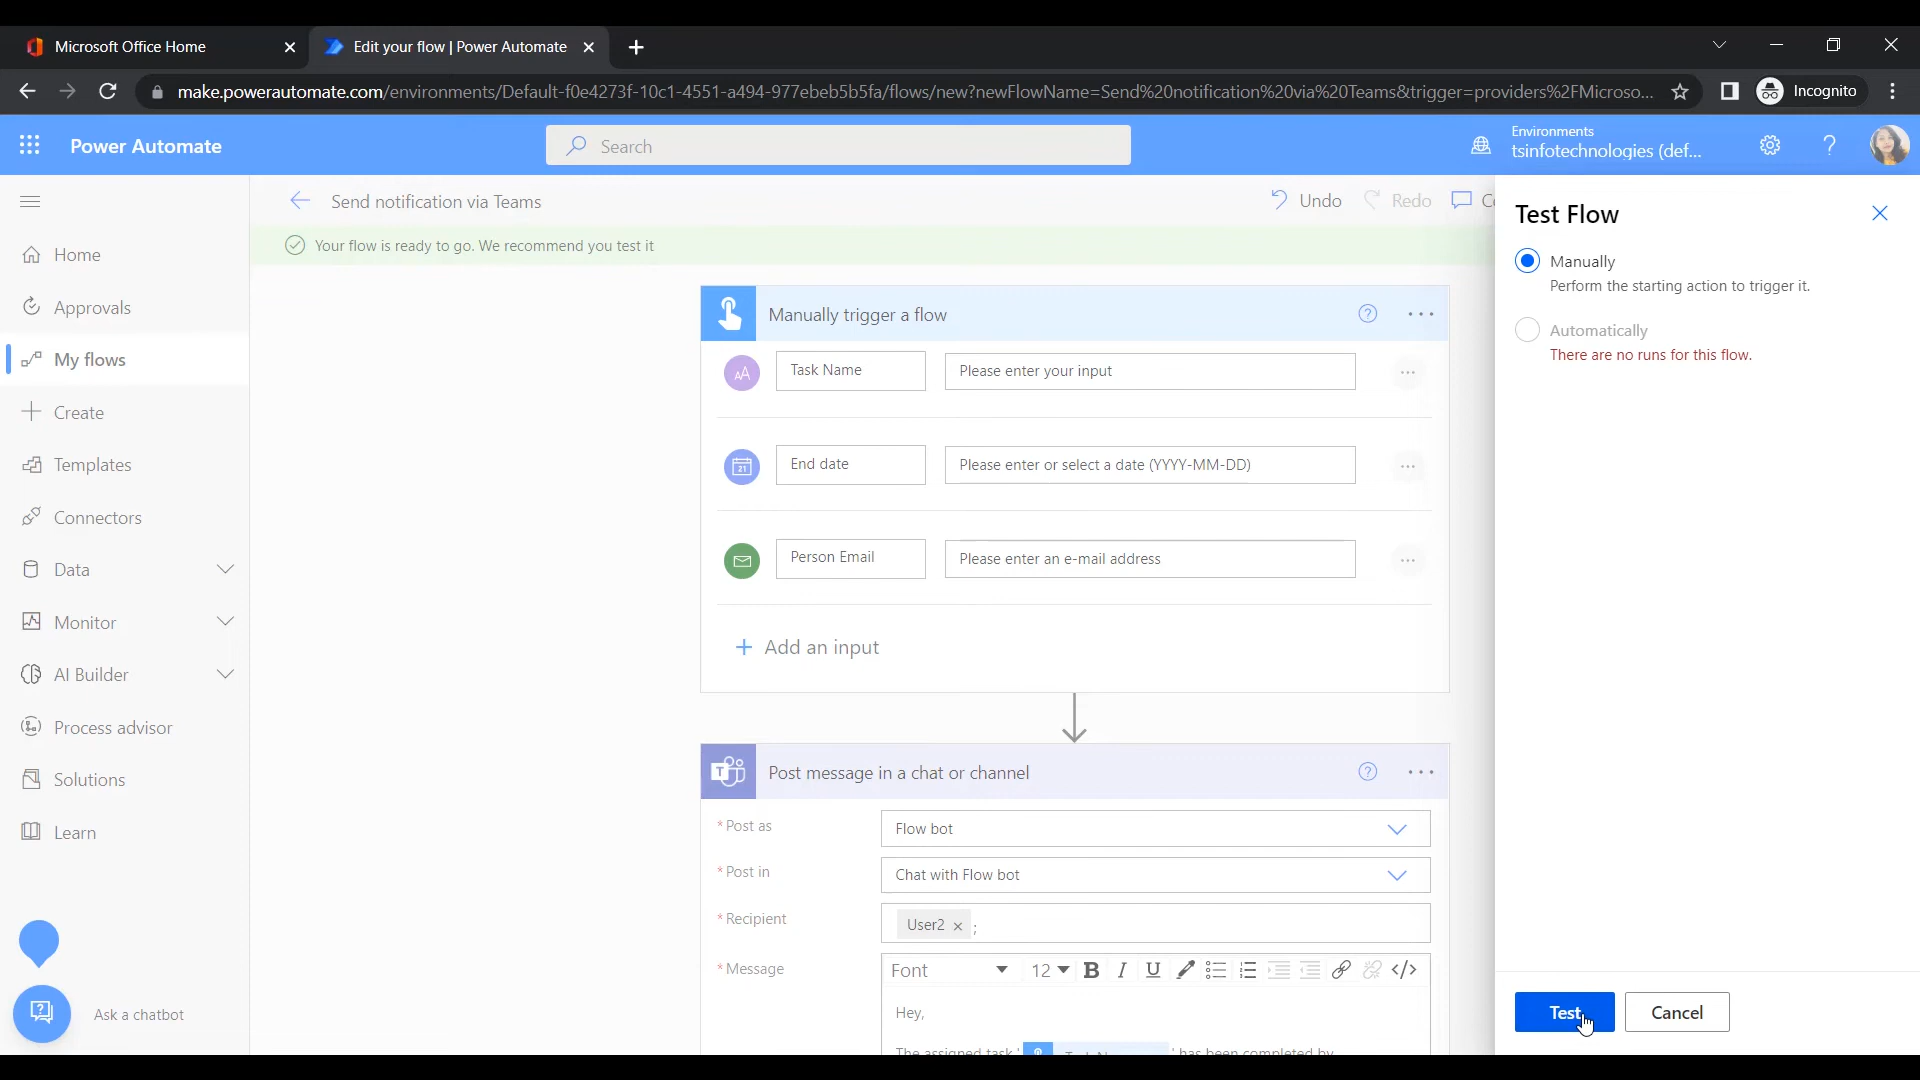 Microsoft Office Home
Edit your flow | Power Automate
make.powerautomate.com/environments/Default-f0e4273f-10c1-4551-a494-977ebeb5b5fa/flows/new?newFlowName=Send%20notification%20via%20Teams&trigger=providers%2FMicroso...
Incognito
Power Automate
Search
Environments
tsinfotechnologies (def...
Send notification via Teams
Undo
Redo
Your flow is ready to go. We recommend you test it
Home
Approvals
My flows
Create
Templates
Connectors
Data
Monitor
AI Builder
Process advisor
Solutions
Learn
Ask a chatbot
Manually trigger a flow
Task Name
Please enter your input
21
End date
Please enter or select a date (YYYY-MM-DD)
Person Email
Please enter an e-mail address
Add an input
Post message in a chat or channel
* Post as
Flow bot
* Post in
Chat with Flow bot
* Recipient
User2 ;
* Message
Font
12
B I U
Hey,
The assigned task ' Task Name ' has been completed by
Test Flow
Manually
Perform the starting action to trigger it.
Automatically
There are no runs for this flow.
Test
Cancel